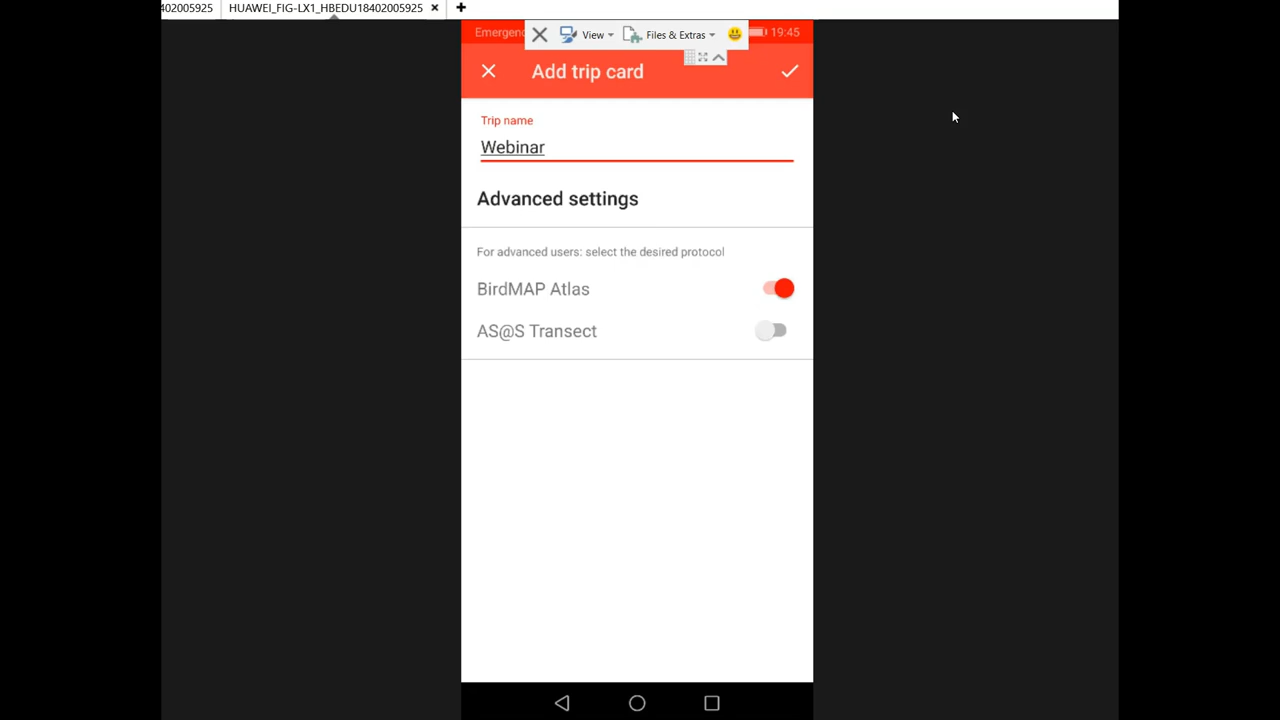 402005925
HUAWEI_FIG-LX1_HBEDU18402005925
View
Files & Extras
19:45
Add trip card
Trip name
Webinar
Advanced settings
For advanced users: select the desired protocol
BirdMAP Atlas
AS@S Transect